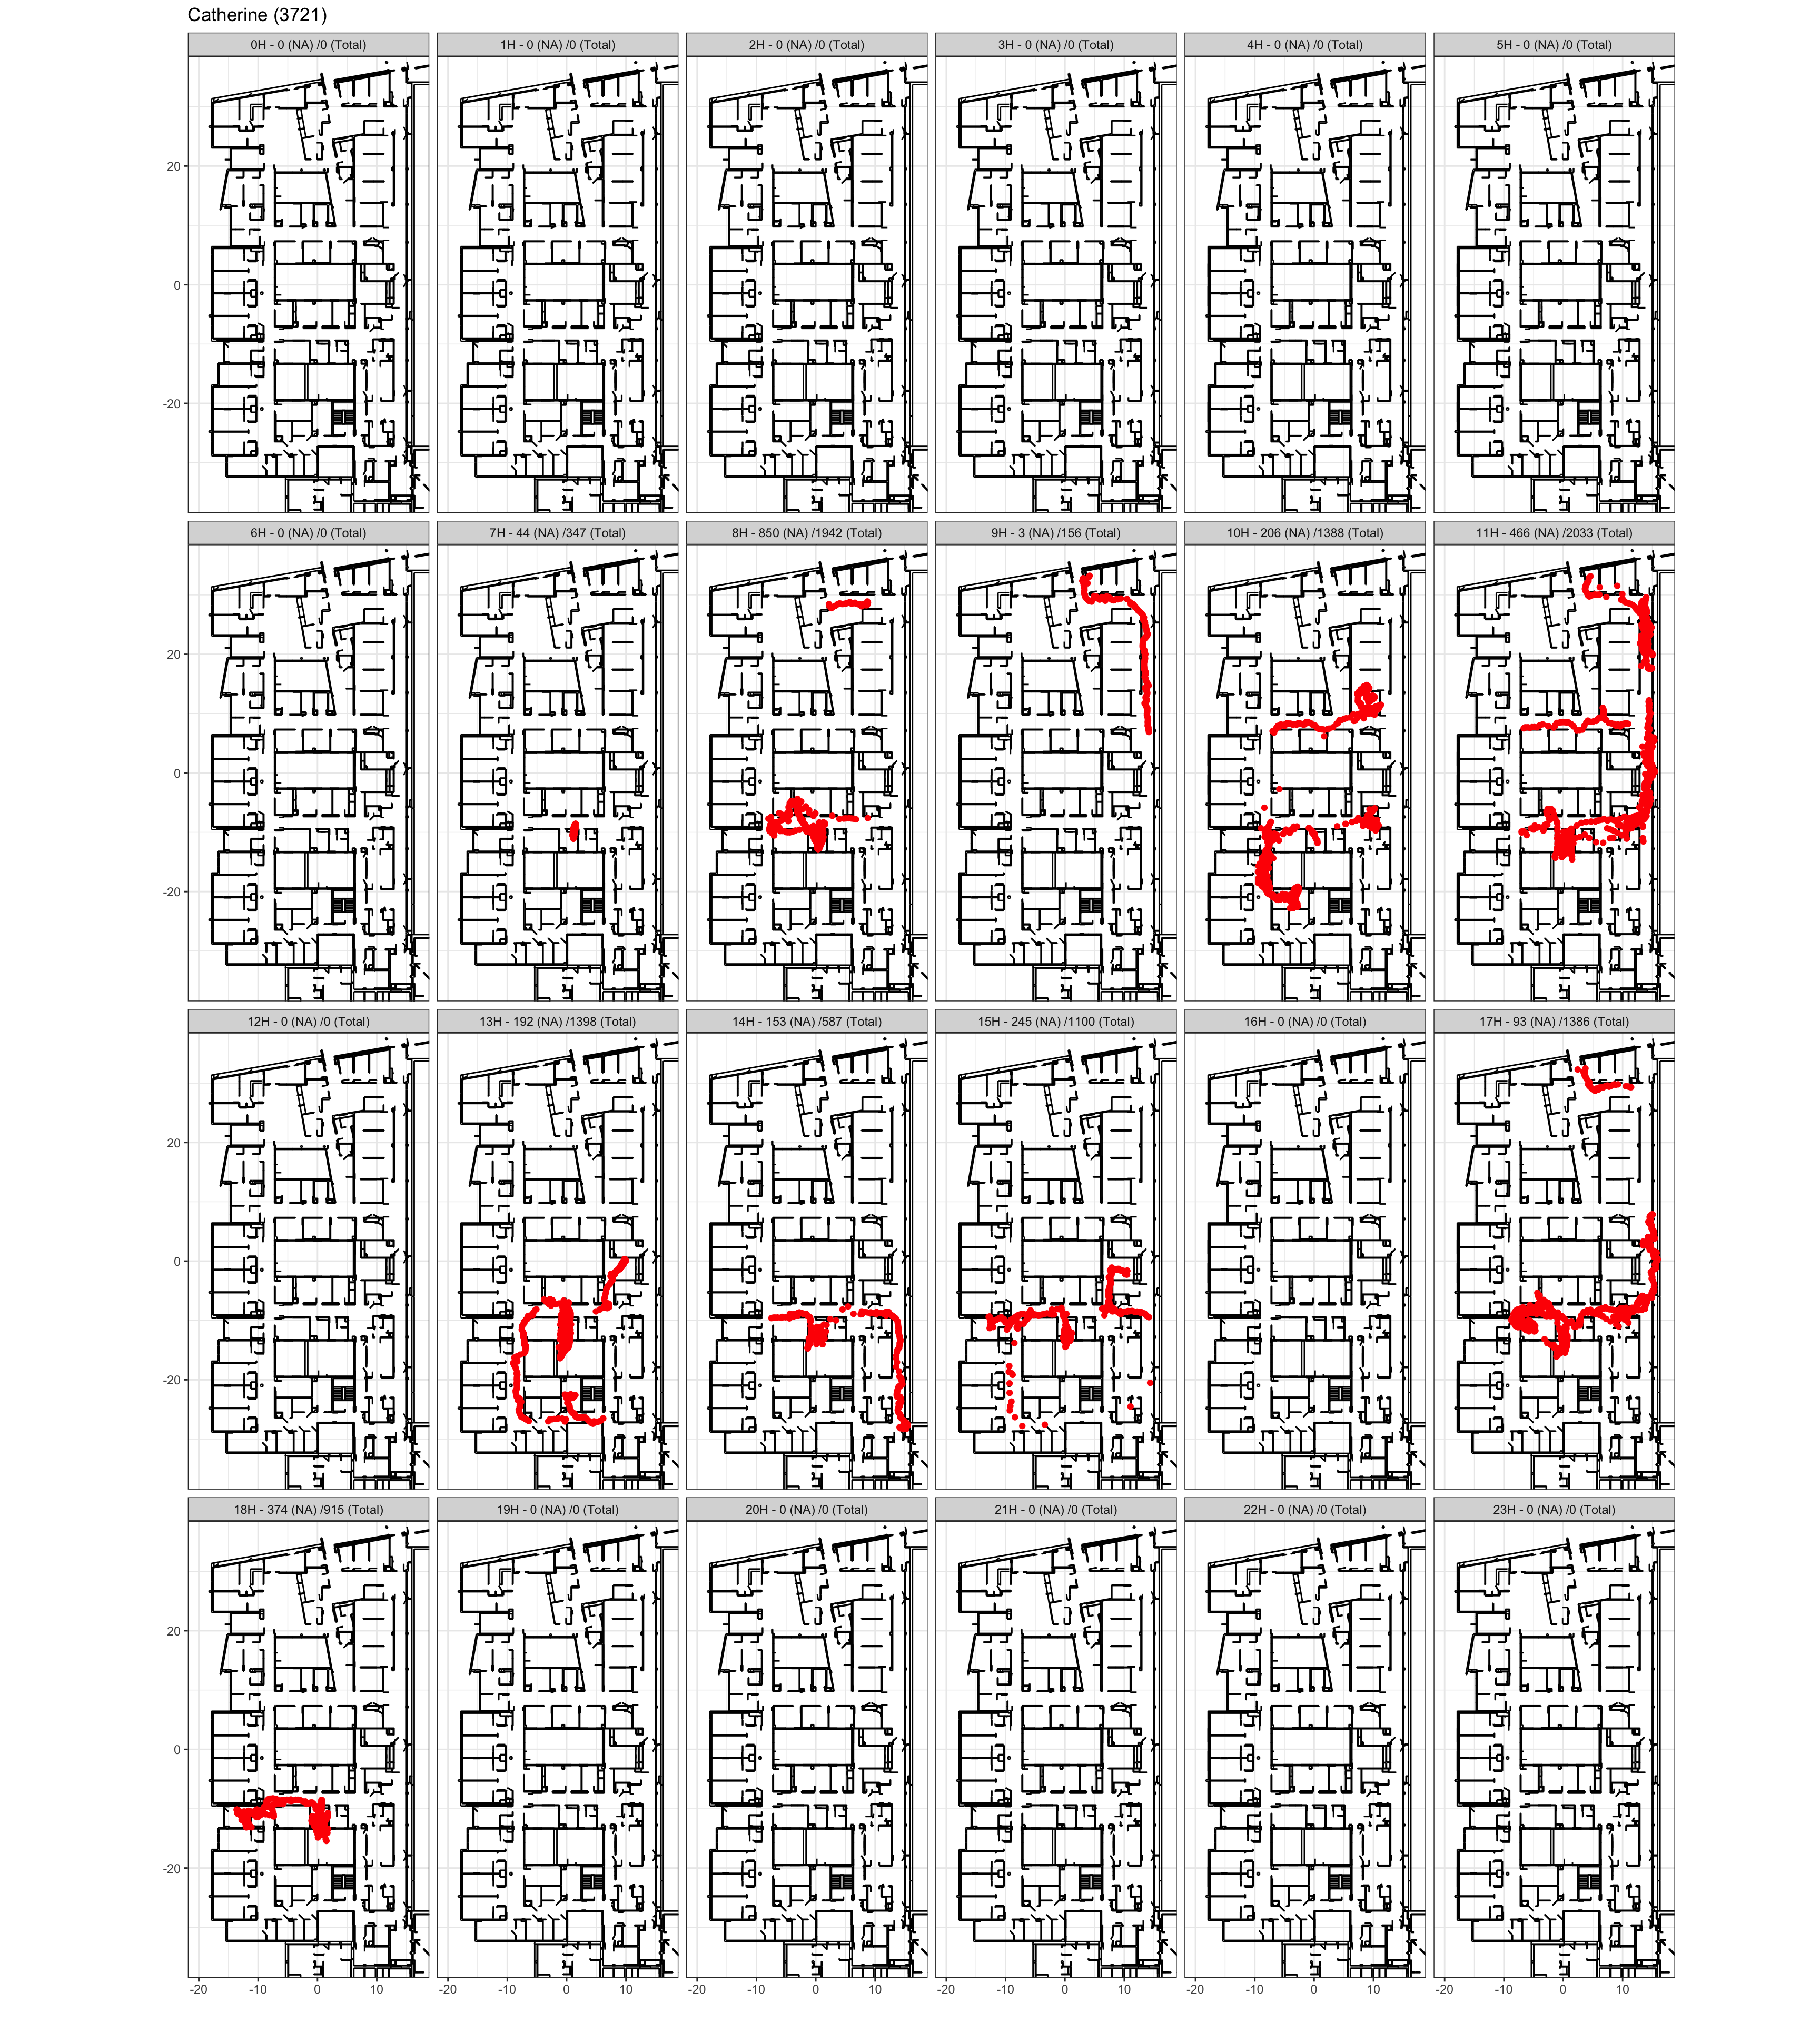 Catherine (3721)
0H - 0 (NA) /0 (Total) 1H - 0 (NA) /0 (Total) 2H - 0 (NA) /0 (Total) 3H - 0 (NA) /0 (Total) 4H - 0 (NA) /0 (Total) 5H - 0 (NA) /0 (Total)
20
0
-20
6H - 0 (NA) /0 (Total) 7H - 44 (NA) /347 (Total) 8H - 850 (NA) /1942 (Total) 9H - 3 (NA) /156 (Total) 10H - 206 (NA) /1388 (Total) 11H - 466 (NA) /2033 (Total)
20
0
-20
12H - 0 (NA) /0 (Total) 13H - 192 (NA) /1398 (Total) 14H - 153 (NA) /587 (Total) 15H - 245 (NA) /1100 (Total) 16H - 0 (NA) /0 (Total) 17H - 93 (NA) /1386 (Total)
20
0
-20
18H - 374 (NA) /915 (Total) 19H - 0 (NA) /0 (Total) 20H - 0 (NA) /0 (Total) 21H - 0 (NA) /0 (Total) 22H - 0 (NA) /0 (Total) 23H - 0 (NA) /0 (Total)
20
0
-20
-20 -10 0 10 -20 -10 0 10 -20 -10 0 10 -20 -10 0 10 -20 -10 0 10 -20 -10 0 10